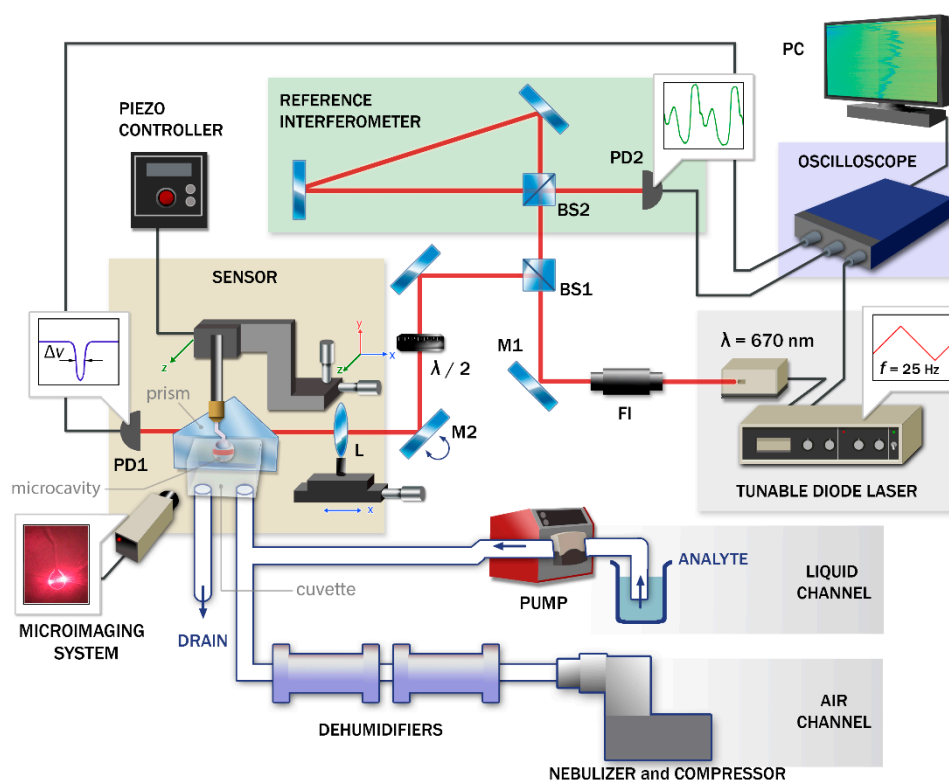 PC
PIEZO
CONTROLLER
REFERENCE
INTERFEROMETER
PD2
OSCILLOSCOPE
BS2
SENSOR
BS1
Δν
y
x
z
z
λ / 2
M1
λ = 670 nm
f = 25 Hz
prism
FI
M2
L
PD1
TUNABLE DIODE LASER
microcavity
x
ANALYTE
LIQUID
CHANNEL
cuvette
PUMP
MICROIMAGING
SYSTEM
DRAIN
AIR
CHANNEL
DEHUMIDIFIERS
NEBULIZER and COMPRESSOR